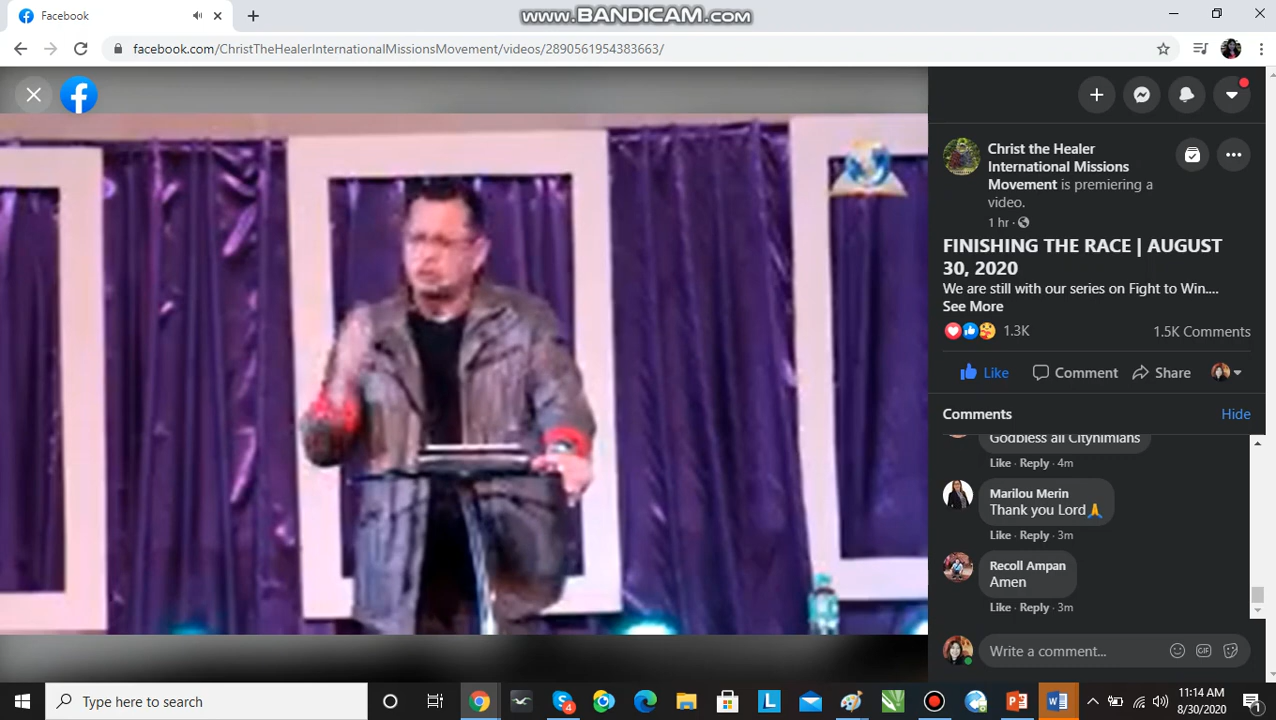 Facebook
www.BANDICAM.com
facebook.com/ChristTheHealerInternationalMissionsMovement/videos/2890561954383663/
Christ the Healer
International Missions
Movement is premiering a
video.
1 hr ·
FINISHING THE RACE | AUGUST
30, 2020
We are still with our series on Fight to Win....
See More
1.3K
1.5K Comments
Like
Comment
Share
Comments
Hide
Godbless all Citynimians
Like · Reply · 4m
Marilou Merin
Thank you Lord🙏
Like · Reply · 3m
Recoll Ampan
Amen
Like · Reply · 3m
Write a comment...
GIF
Type here to search
4
11:14 AM
8/30/2020
1